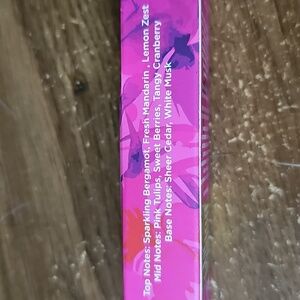 Top Notes: Sparkling Bergamot, Fresh Mandarin , Lemon Zest
Mid Notes: Pink Tulips, Sweet Berries, Tangy Cranberry
Base Notes: Sheer Cedar, White Musk